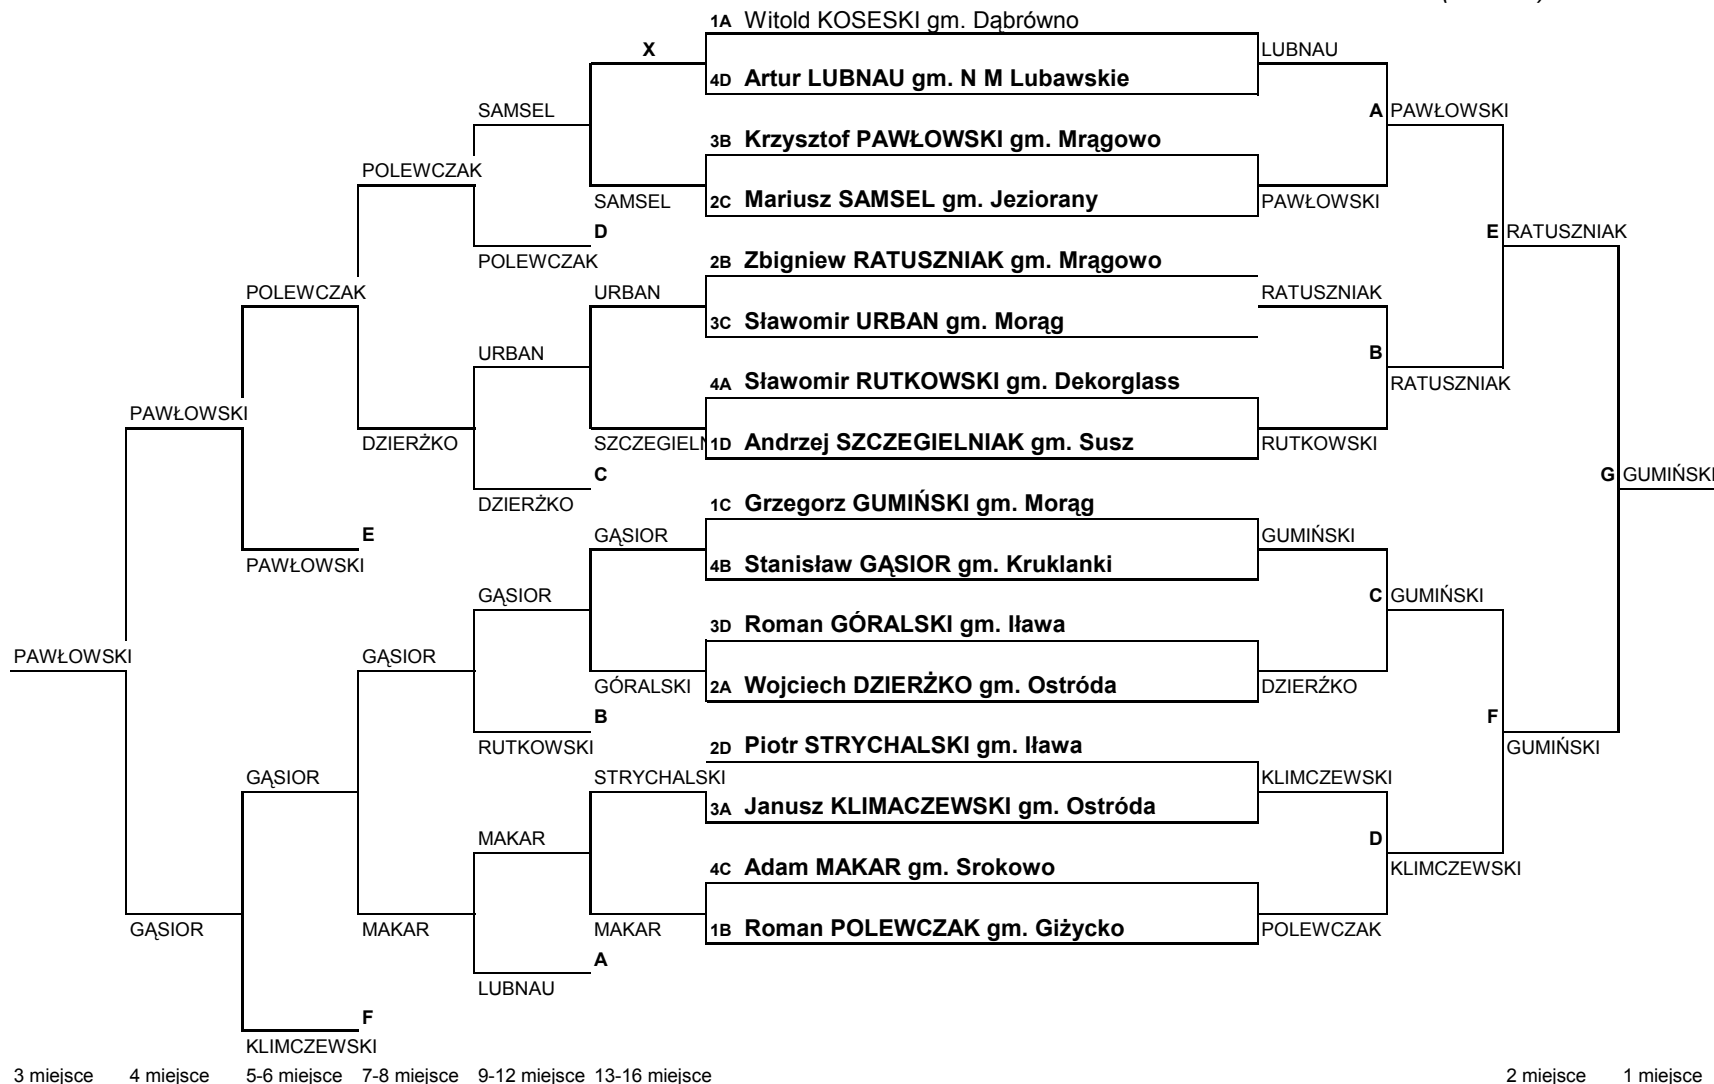 1A Witold KOSESKI gm. Dąbrówno
X LUBNAU
4D Artur LUBNAU gm. N M Lubawskie
SAMSEL A PAWŁOWSKI
3B Krzysztof PAWŁOWSKI gm. Mrągowo
POLEWCZAK
SAMSEL 2C Mariusz SAMSEL gm. Jeziorany PAWŁOWSKI
D E RATUSZNIAK
POLEWCZAK 2B Zbigniew RATUSZNIAK gm. Mrągowo
POLEWCZAK URBAN RATUSZNIAK
3C Sławomir URBAN gm. Morąg
URBAN B
4A Sławomir RUTKOWSKI gm. Dekorglass RATUSZNIAK
PAWŁOWSKI
DZIERŻKO SZCZEGIELN 1D Andrzej SZCZEGIELNIAK gm. Susz RUTKOWSKI
C G GUMIŃSKI
DZIERŻKO 1C Grzegorz GUMIŃSKI gm. Morąg
E GĄSIOR GUMIŃSKI
PAWŁOWSKI 4B Stanisław GĄSIOR gm. Kruklanki
GĄSIOR C GUMIŃSKI
3D Roman GÓRALSKI gm. Iława
PAWŁOWSKI GĄSIOR
GÓRALSKI 2A Wojciech DZIERŻKO gm. Ostróda DZIERŹKO
B F
RUTKOWSKI 2D Piotr STRYCHALSKI gm. Iława GUMIŃSKI
GĄSIOR STRYCHALSKI KLIMCZEWSKI
3A Janusz KLIMACZEWSKI gm. Ostróda
MAKAR D
4C Adam MAKAR gm. Srokowo KLIMCZEWSKI
GĄSIOR MAKAR MAKAR 1B Roman POLEWCZAK gm. Giżycko POLEWCZAK
A
LUBNAU
F
KLIMCZEWSKI
3 miejsce 4 miejsce 5-6 miejsce 7-8 miejsce 9-12 miejsce 13-16 miejsce 2 miejsce 1 miejsce